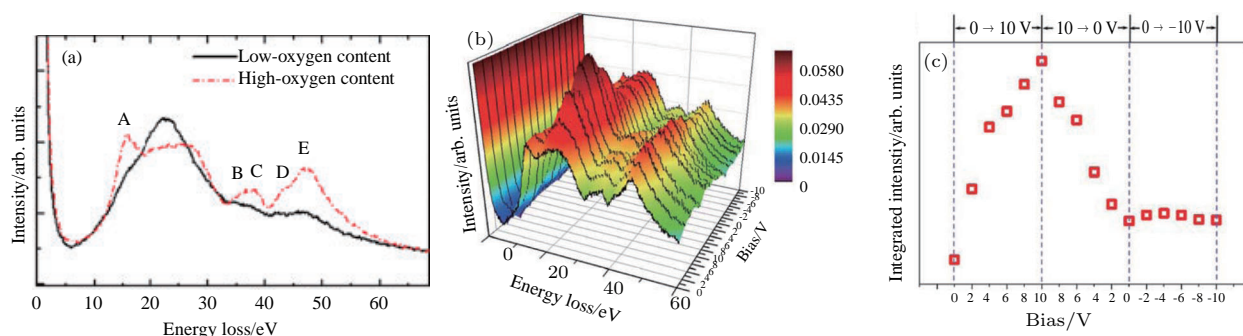 (a)
Low-oxygen content
High-oxygen content
A
B
C
D
E
Intensity/arb. units
0 10 20 30 40 50 60
Energy loss/eV
(b)
Intensity/arb. units
0
20
40
60
Energy loss/eV
Bias/V
0.0580
0.0435
0.0290
0.0145
0
0 → 10 V 10 → 0 V 0 → -10 V
(c)
Integrated intensity/arb. units
0 2 4 6 8 10 8 6 4 2 0 -2 -4 -6 -8 -10
Bias/V